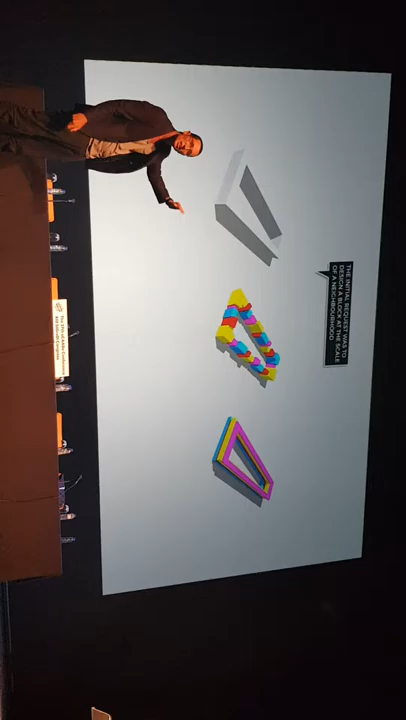 THE INITIAL REQUEST WAS TO
DESIGN A BLOCK AT THE SCALE
OF A NEIGHBOURHOOD